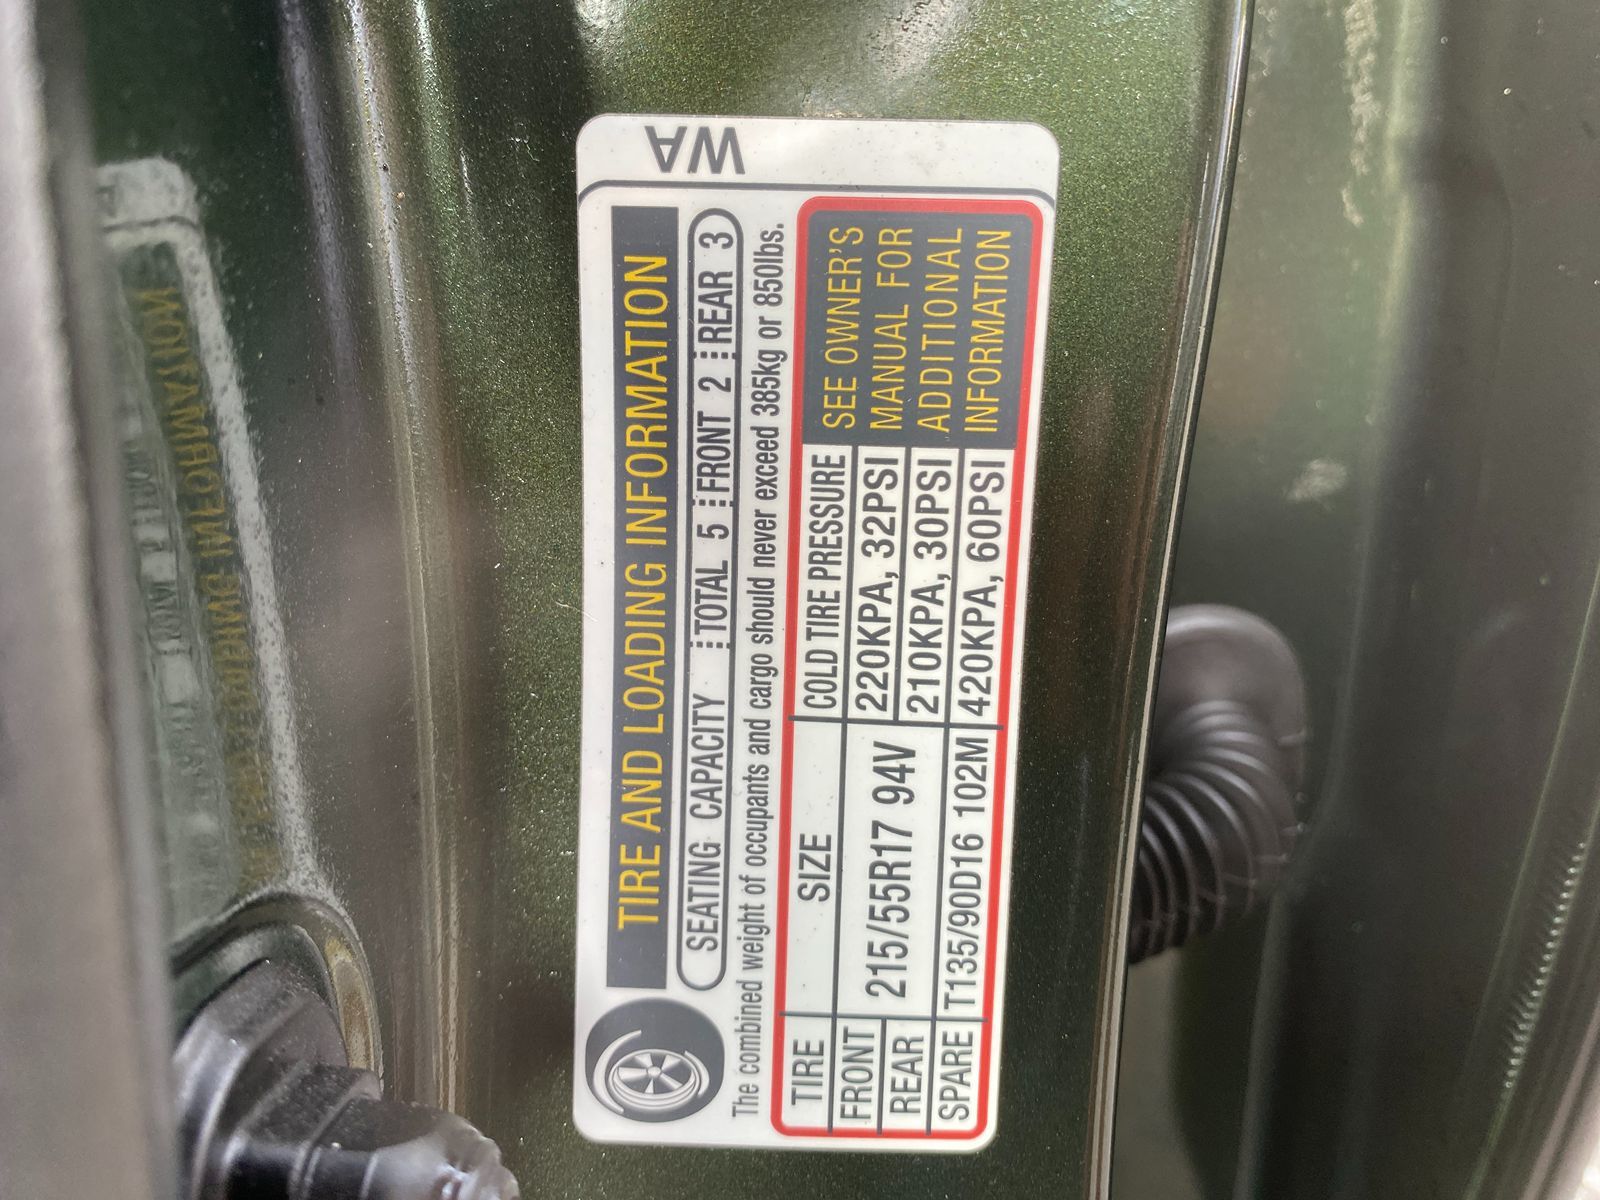 WA
TIRE AND LOADING INFORMATION
SEATING CAPACITY TOTAL 5 FRONT 2 REAR 3
The combined weight of occupants and cargo should never exceed 385kg or 850lbs.
TIRE SIZE COLD TIRE PRESSURE
FRONT 215/55R17 94V 220KPA, 32PSI
REAR 210KPA, 30PSI
SPARE T135/90D16 102M 420KPA, 60PSI
SEE OWNER'S
MANUAL FOR
ADDITIONAL
INFORMATION